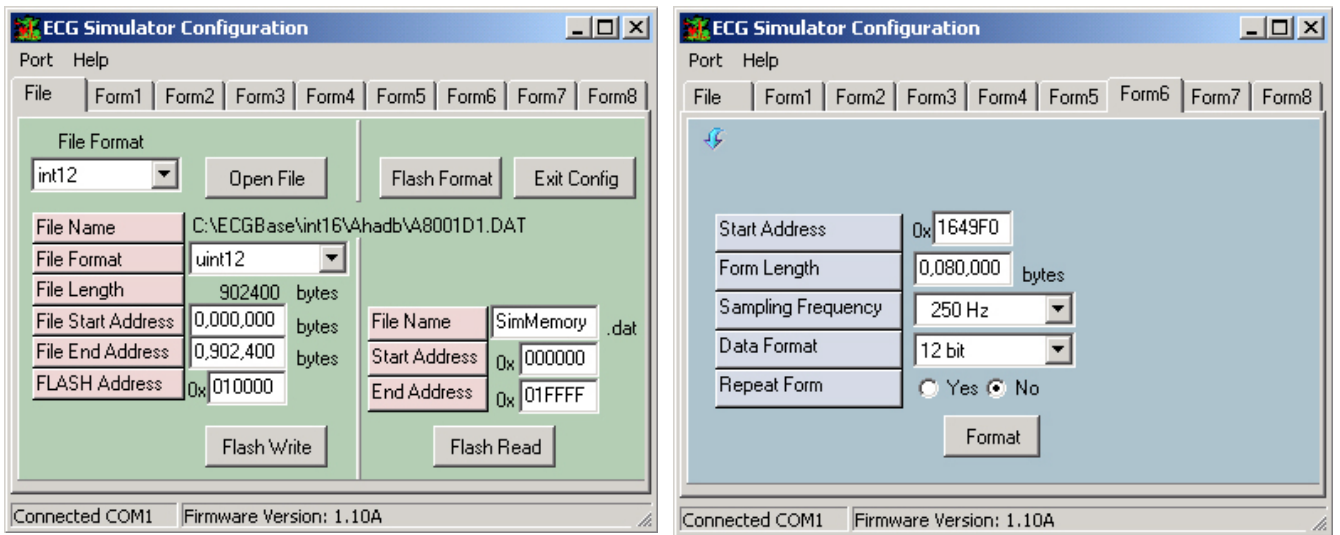 ECG Simulator Configuration
Port Help
File Form1 Form2 Form3 Form4 Form5 Form6 Form7 Form8
File Format
int12 Open File Flash Format Exit Config
File Name C:\ECGBase\int16\Ahadb\A8001D1.DAT
File Format uint12
File Length 902400 bytes
File Start Address 0,000,000 bytes File Name SimMemory .dat
File End Address 0,902,400 bytes Start Address 0x 000000
FLASH Address 0x 010000 End Address 0x 01FFFF
Flash Write Flash Read
Connected COM1 Firmware Version: 1.10A
ECG Simulator Configuration
Port Help
File Form1 Form2 Form3 Form4 Form5 Form6 Form7 Form8
Start Address 0x 1649F0
Form Length 0,080,000 bytes
Sampling Frequency 250 Hz
Data Format 12 bit
Repeat Form Yes No
Format
Connected COM1 Firmware Version: 1.10A